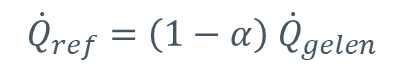 Q̇_ref = (1 − α) Q̇_gelen